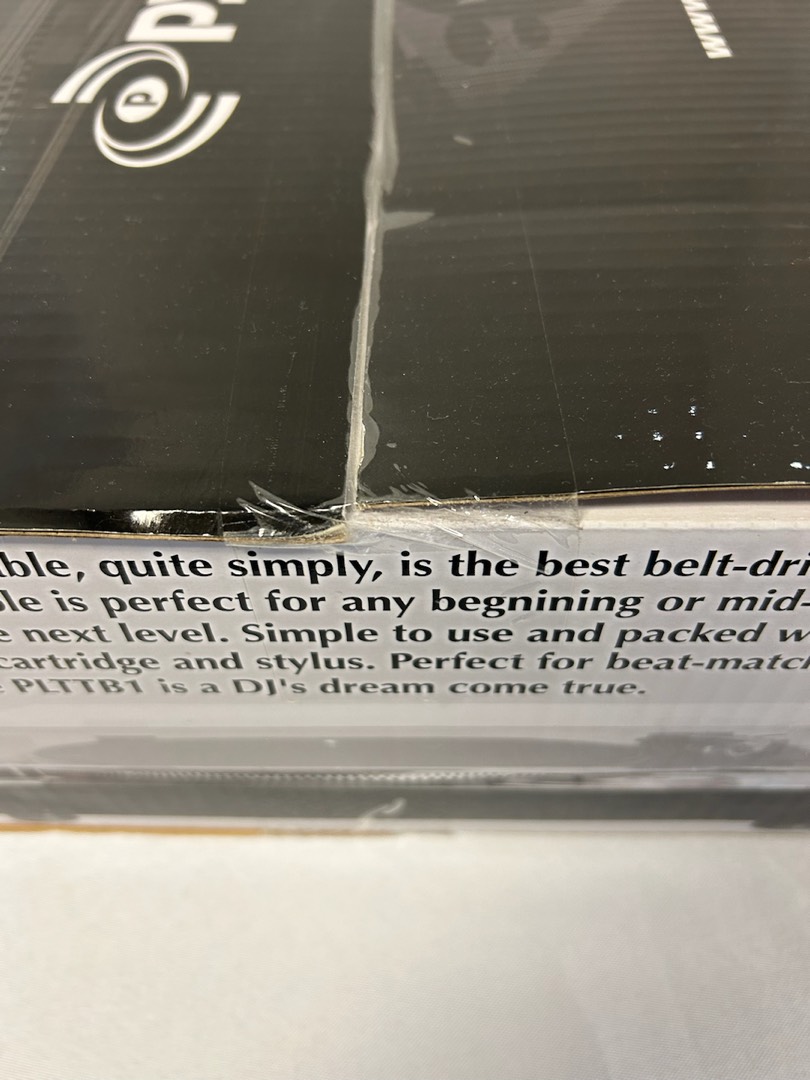 p
WWW
ble, quite simply, is the best belt-dri
le is perfect for any begnining or mid-
e next level. Simple to use and packed w
cartridge and stylus. Perfect for beat-match
PLTTB1 is a DJ's dream come true.